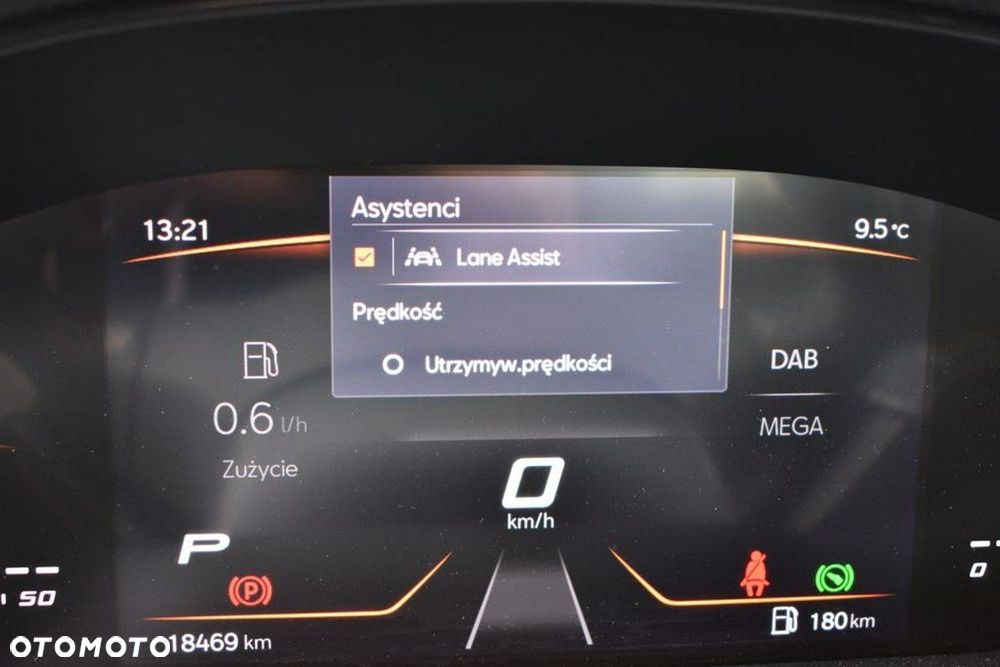 Asystenci
13:21
9.5°C
Lane Assist
Prędkość
Utrzymyw.prędkości
DAB
0.6 l/h
MEGA
Zużycie
0
km/h
P
P
50
0
180 km
18469 km
OTOMOTO